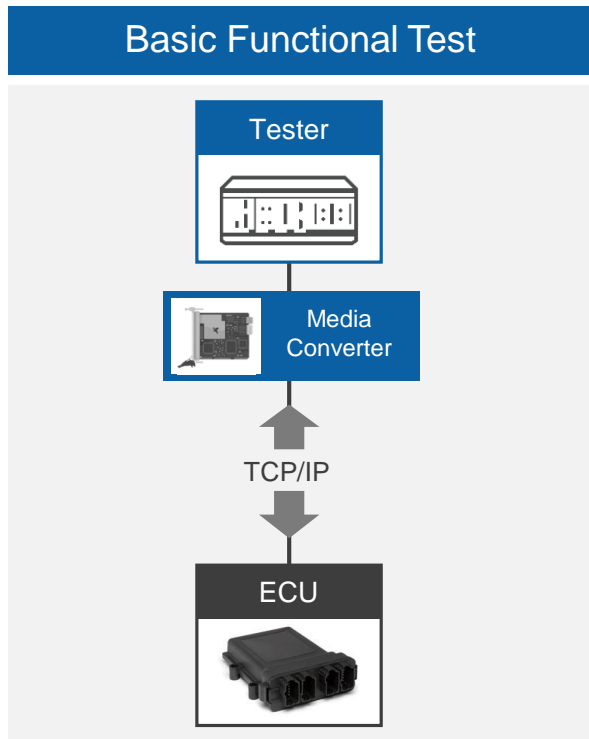 Basic Functional Test
Tester
Media
Converter
TCP/IP
ECU